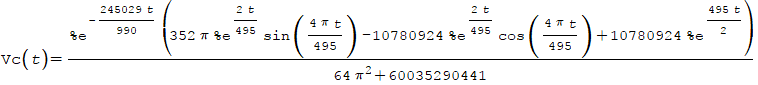 Vc(t)= %e^(-245029 t/990) (352 π %e^(2 t/495) sin(4 π t/495) -10780924 %e^(2 t/495) cos(4 π t/495) +10780924 %e^(495 t/2)) / (64 π^2+60035290441)